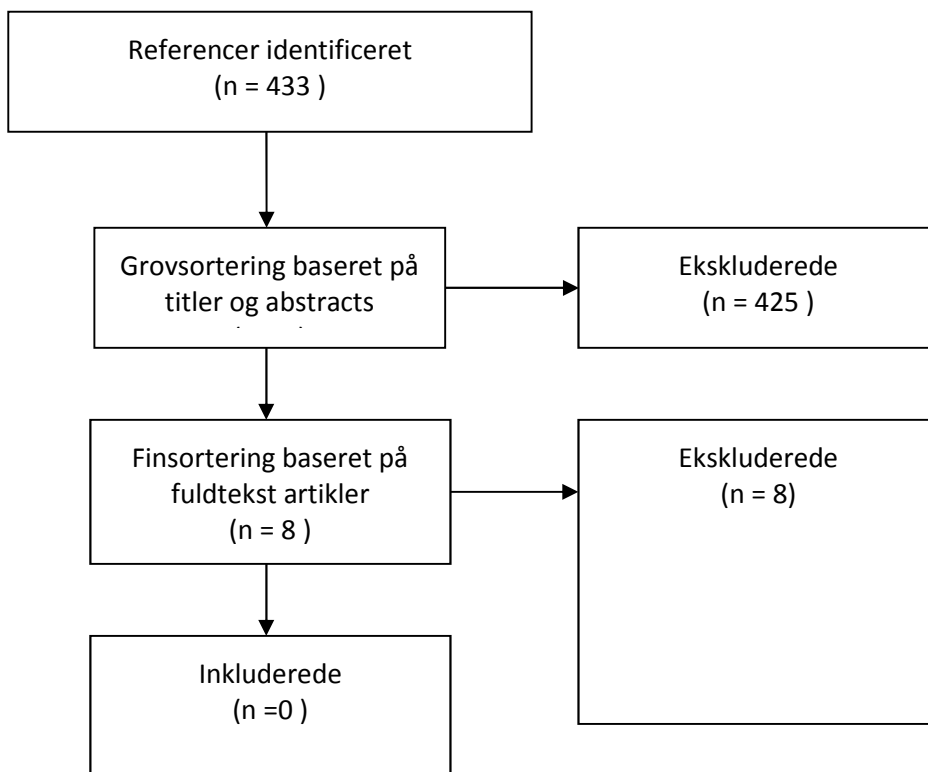 Referencer identificeret
(n = 433 )
Grovsortering baseret på
titler og abstracts
Ekskluderede
(n = 425 )
Finsortering baseret på
fuldtekst artikler
(n = 8 )
Ekskluderede
(n = 8)
Inkluderede
(n =0 )